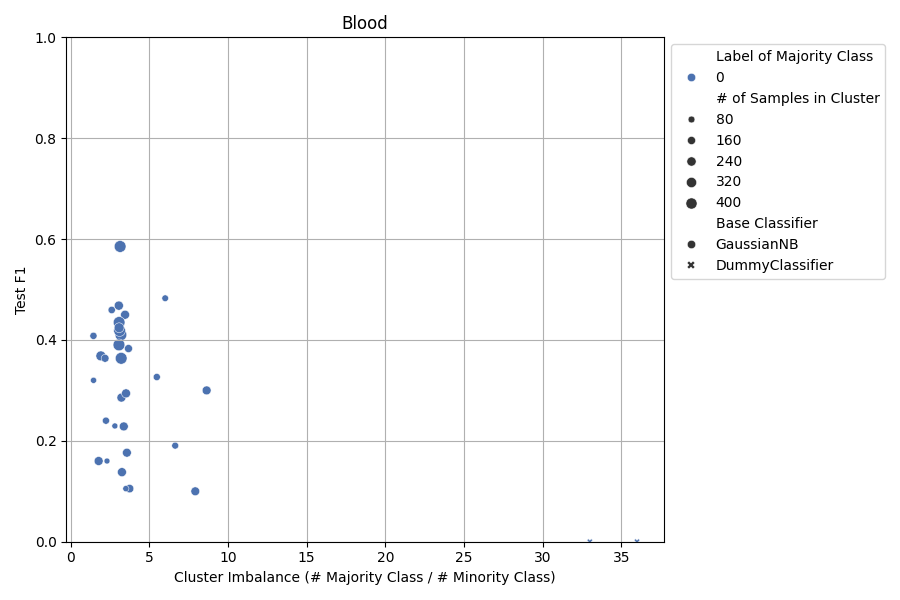 Blood
Test F1
1.0
0.8
0.6
0.4
0.2
0.0
0 5 10 15 20 25 30 35
Cluster Imbalance (# Majority Class / # Minority Class)
Label of Majority Class
0
# of Samples in Cluster
80
160
240
320
400
Base Classifier
GaussianNB
DummyClassifier